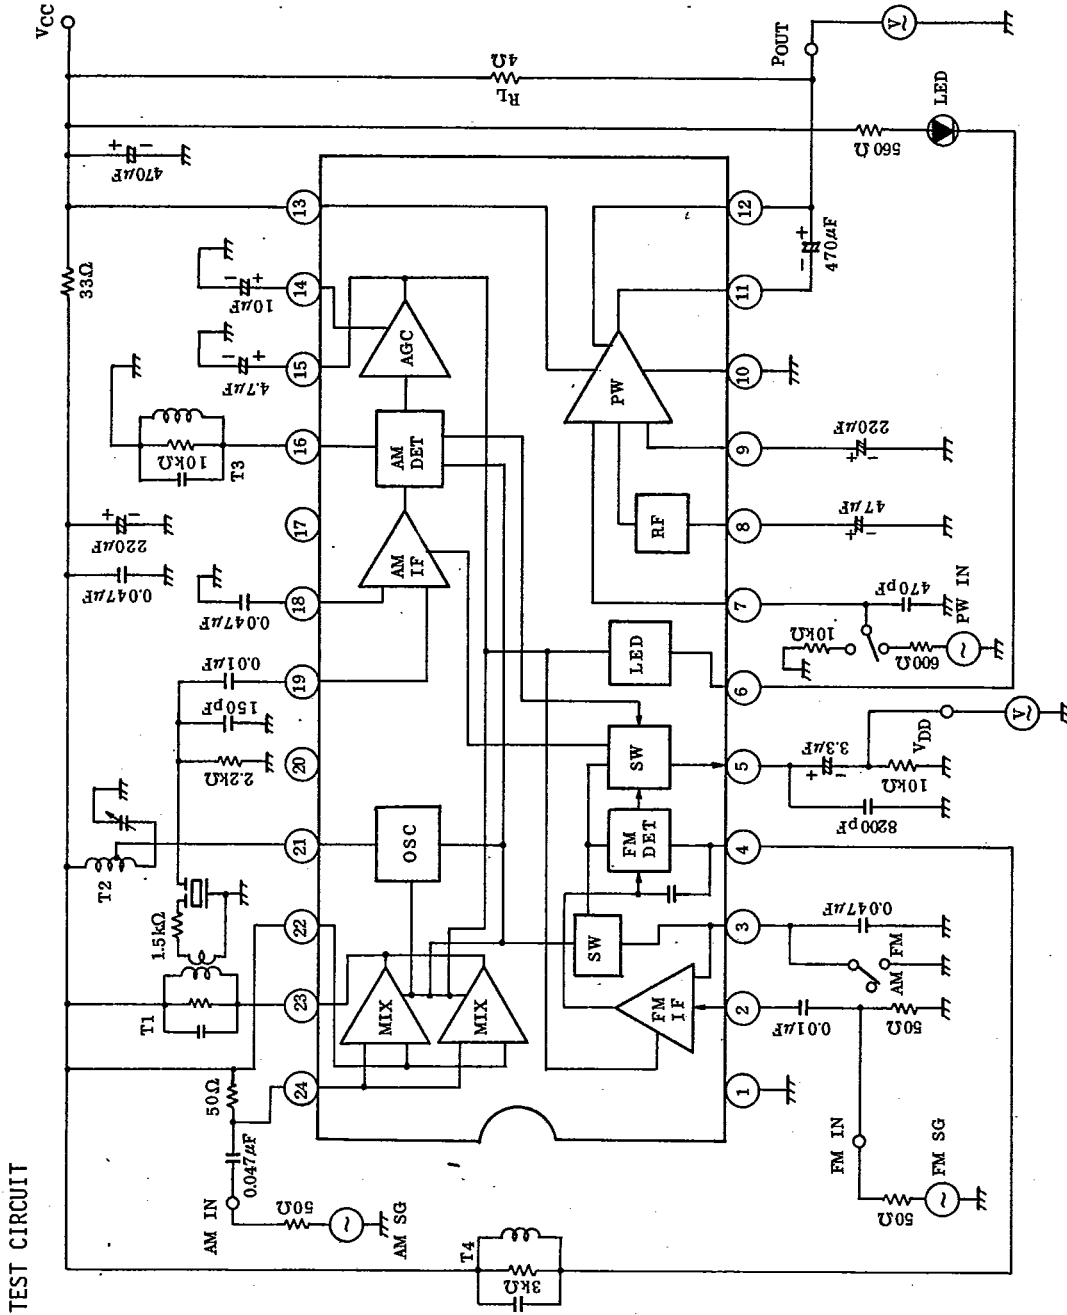 TEST CIRCUIT
VCC
4Ω
RL
POUT
V~
LED
560Ω
470μF
+
−
33Ω
10μF
−
+
4.7μF
−
+
10kΩ
T3
220μF
+
−
0.047μF
0.047μF
0.01μF
150pF
2.2kΩ
T2
1.5kΩ
T1
50Ω
0.047μF
AM IN
50Ω
~
AM SG
T4
3kΩ
24
23
22
21
20
19
18
17
16
15
14
13
MIX
MIX
OSC
AM
IF
AM
DET
AGC
FM
IF
SW
FM
DET
SW
LED
RF
PW
1
2
3
4
5
6
7
8
9
10
11
12
FM IN
50Ω
~
FM SG
0.01μF
50Ω
AM
FM
0.047μF
8200pF
3.3μF
+
−
10kΩ
VDD
V~
10kΩ
600Ω
~
PW IN
470pF
47μF
+
−
220μF
+
−
470μF
−
+